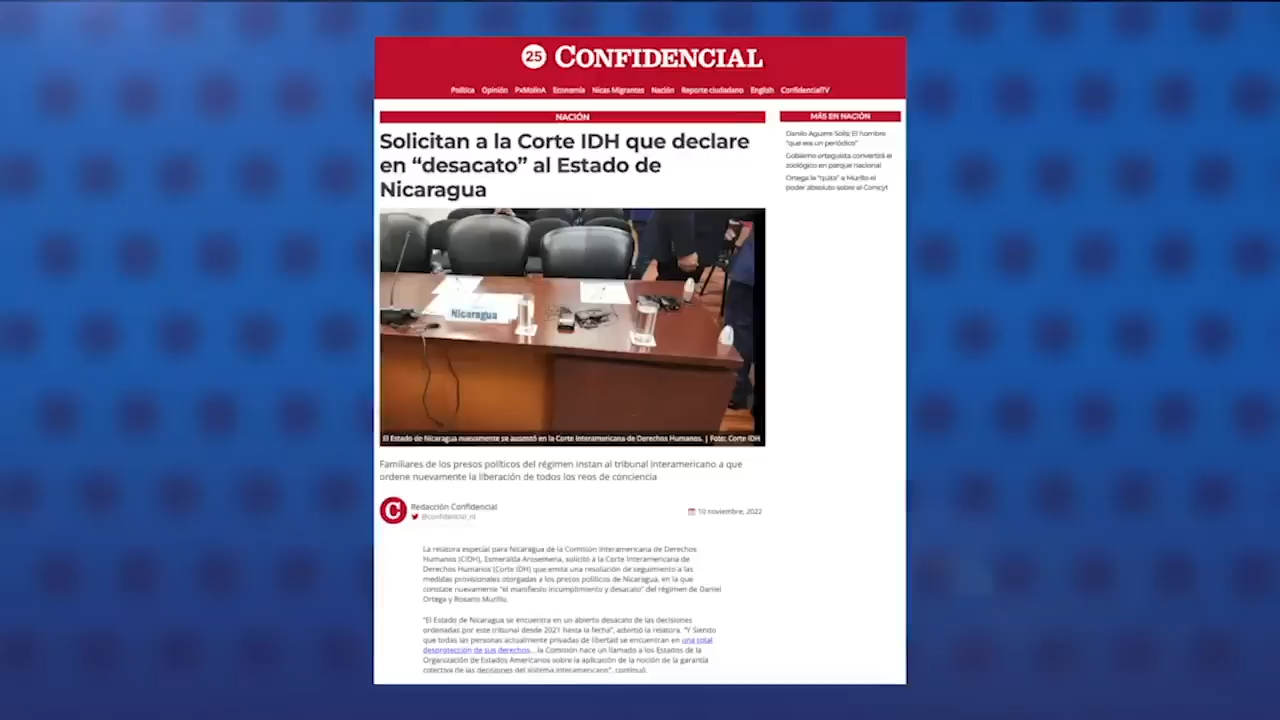 25 CONFIDENCIAL
Política Opinión PxMolinA Economía Nicas Migrantes Nación Reporte ciudadano English ConfidencialTV
NACIÓN
Solicitan a la Corte IDH que declare
en “desacato” al Estado de
Nicaragua
Nicaragua
El Estado de Nicaragua nuevamente se ausentó en la Corte Interamericana de Derechos Humanos. | Foto: Corte IDH
Familiares de los presos políticos del régimen instan al tribunal interamericano a que
ordene nuevamente la liberación de todos los reos de conciencia
C
Redacción Confidencial
@confidencial_ni
10 noviembre, 2022
La relatora especial para Nicaragua de la Comisión Interamericana de Derechos
Humanos (CIDH), Esmeralda Arosemena, solicitó a la Corte Interamericana de
Derechos Humanos (Corte IDH) que emita una resolución de seguimiento a las
medidas provisionales otorgadas a los presos políticos de Nicaragua, en la que
constate nuevamente “el manifiesto incumplimiento y desacato” del régimen de Daniel
Ortega y Rosario Murillo.
“El Estado de Nicaragua se encuentra en un abierto desacato de las decisiones
ordenadas por este tribunal desde 2021 hasta la fecha”, advirtió la relatora. “Y Siendo
que todas las personas actualmente privadas de libertad se encuentran en una total
desprotección de sus derechos... la Comisión hace un llamado a los Estados de la
Organización de Estados Americanos sobre la aplicación de la noción de la garantía
colectiva de las decisiones del sistema interamericano”, continuó.
MÁS EN NACIÓN
Danilo Aguirre Solís: El hombre
“que era un periódico”
Gobierno orteguista convertirá el
zoológico en parque nacional
Ortega le “quita” a Murillo el
poder absoluto sobre el Conicyt